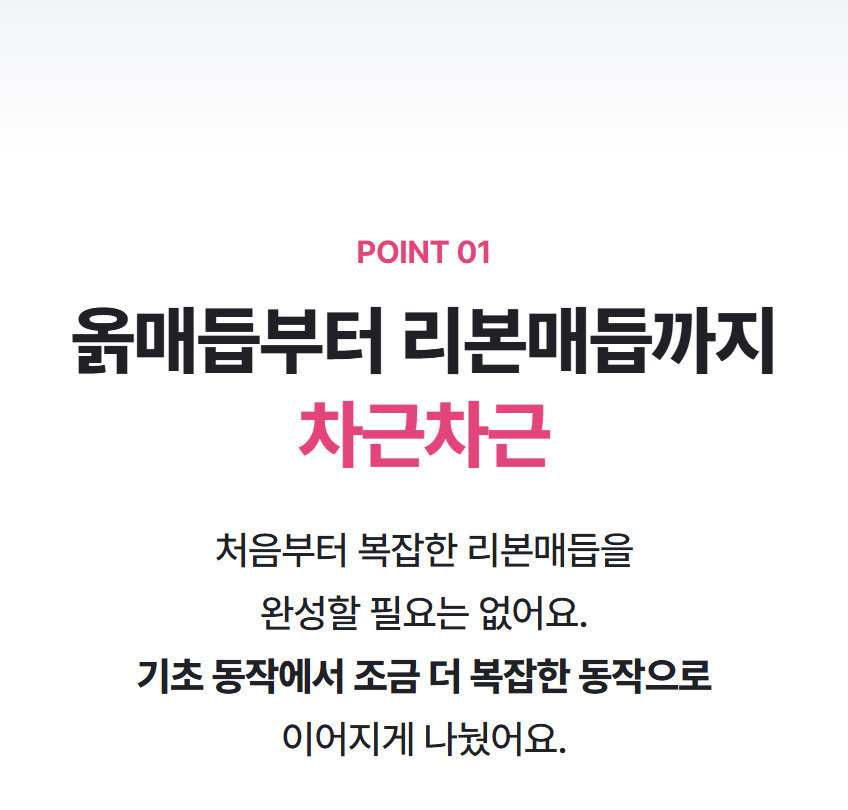 POINT 01
옭매듭부터 리본매듭까지
차근차근
처음부터 복잡한 리본매듭을
완성할 필요는 없어요.
기초 동작에서 조금 더 복잡한 동작으로
이어지게 나눴어요.